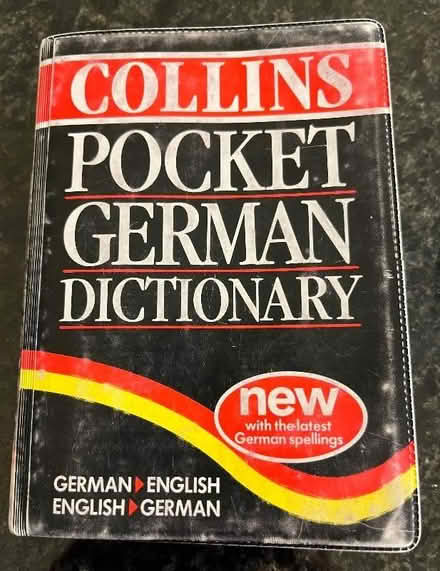 COLLINS
POCKET
GERMAN
DICTIONARY
new
with the latest
German spellings
GERMAN ENGLISH
ENGLISH GERMAN